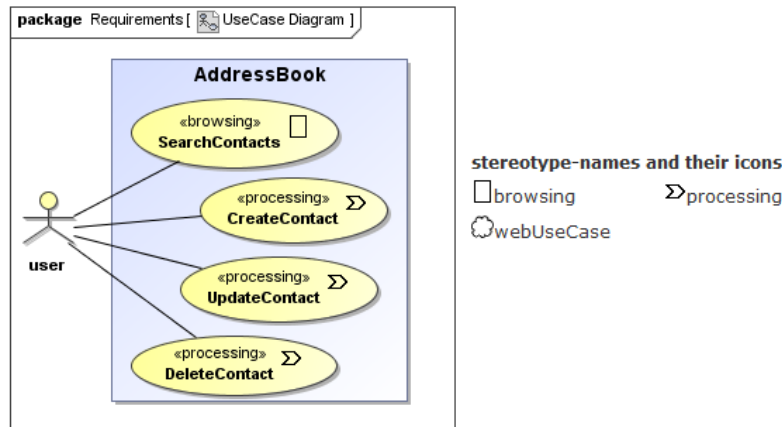 package Requirements [ UseCase Diagram ]
AddressBook
«browsing»
SearchContacts
«processing»
CreateContact
«processing»
UpdateContact
«processing»
DeleteContact
user
stereotype-names and their icons
browsing processing
webUseCase